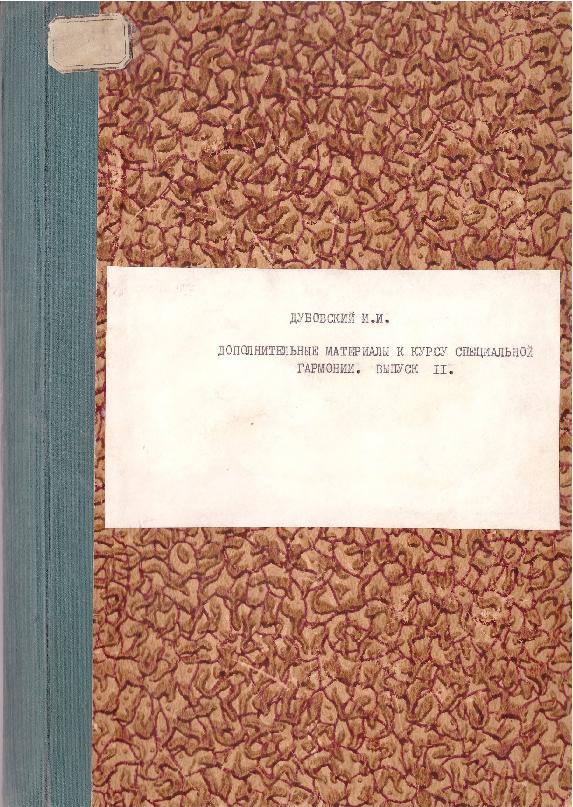 ДУБОВСКИЙ И.И.
ДОПОЛНИТЕЛЬНЫЕ МАТЕРИАЛЫ К КУРСУ СПЕЦИАЛЬНОЙ
ГАРМОНИИ. ВЫПУСК II.